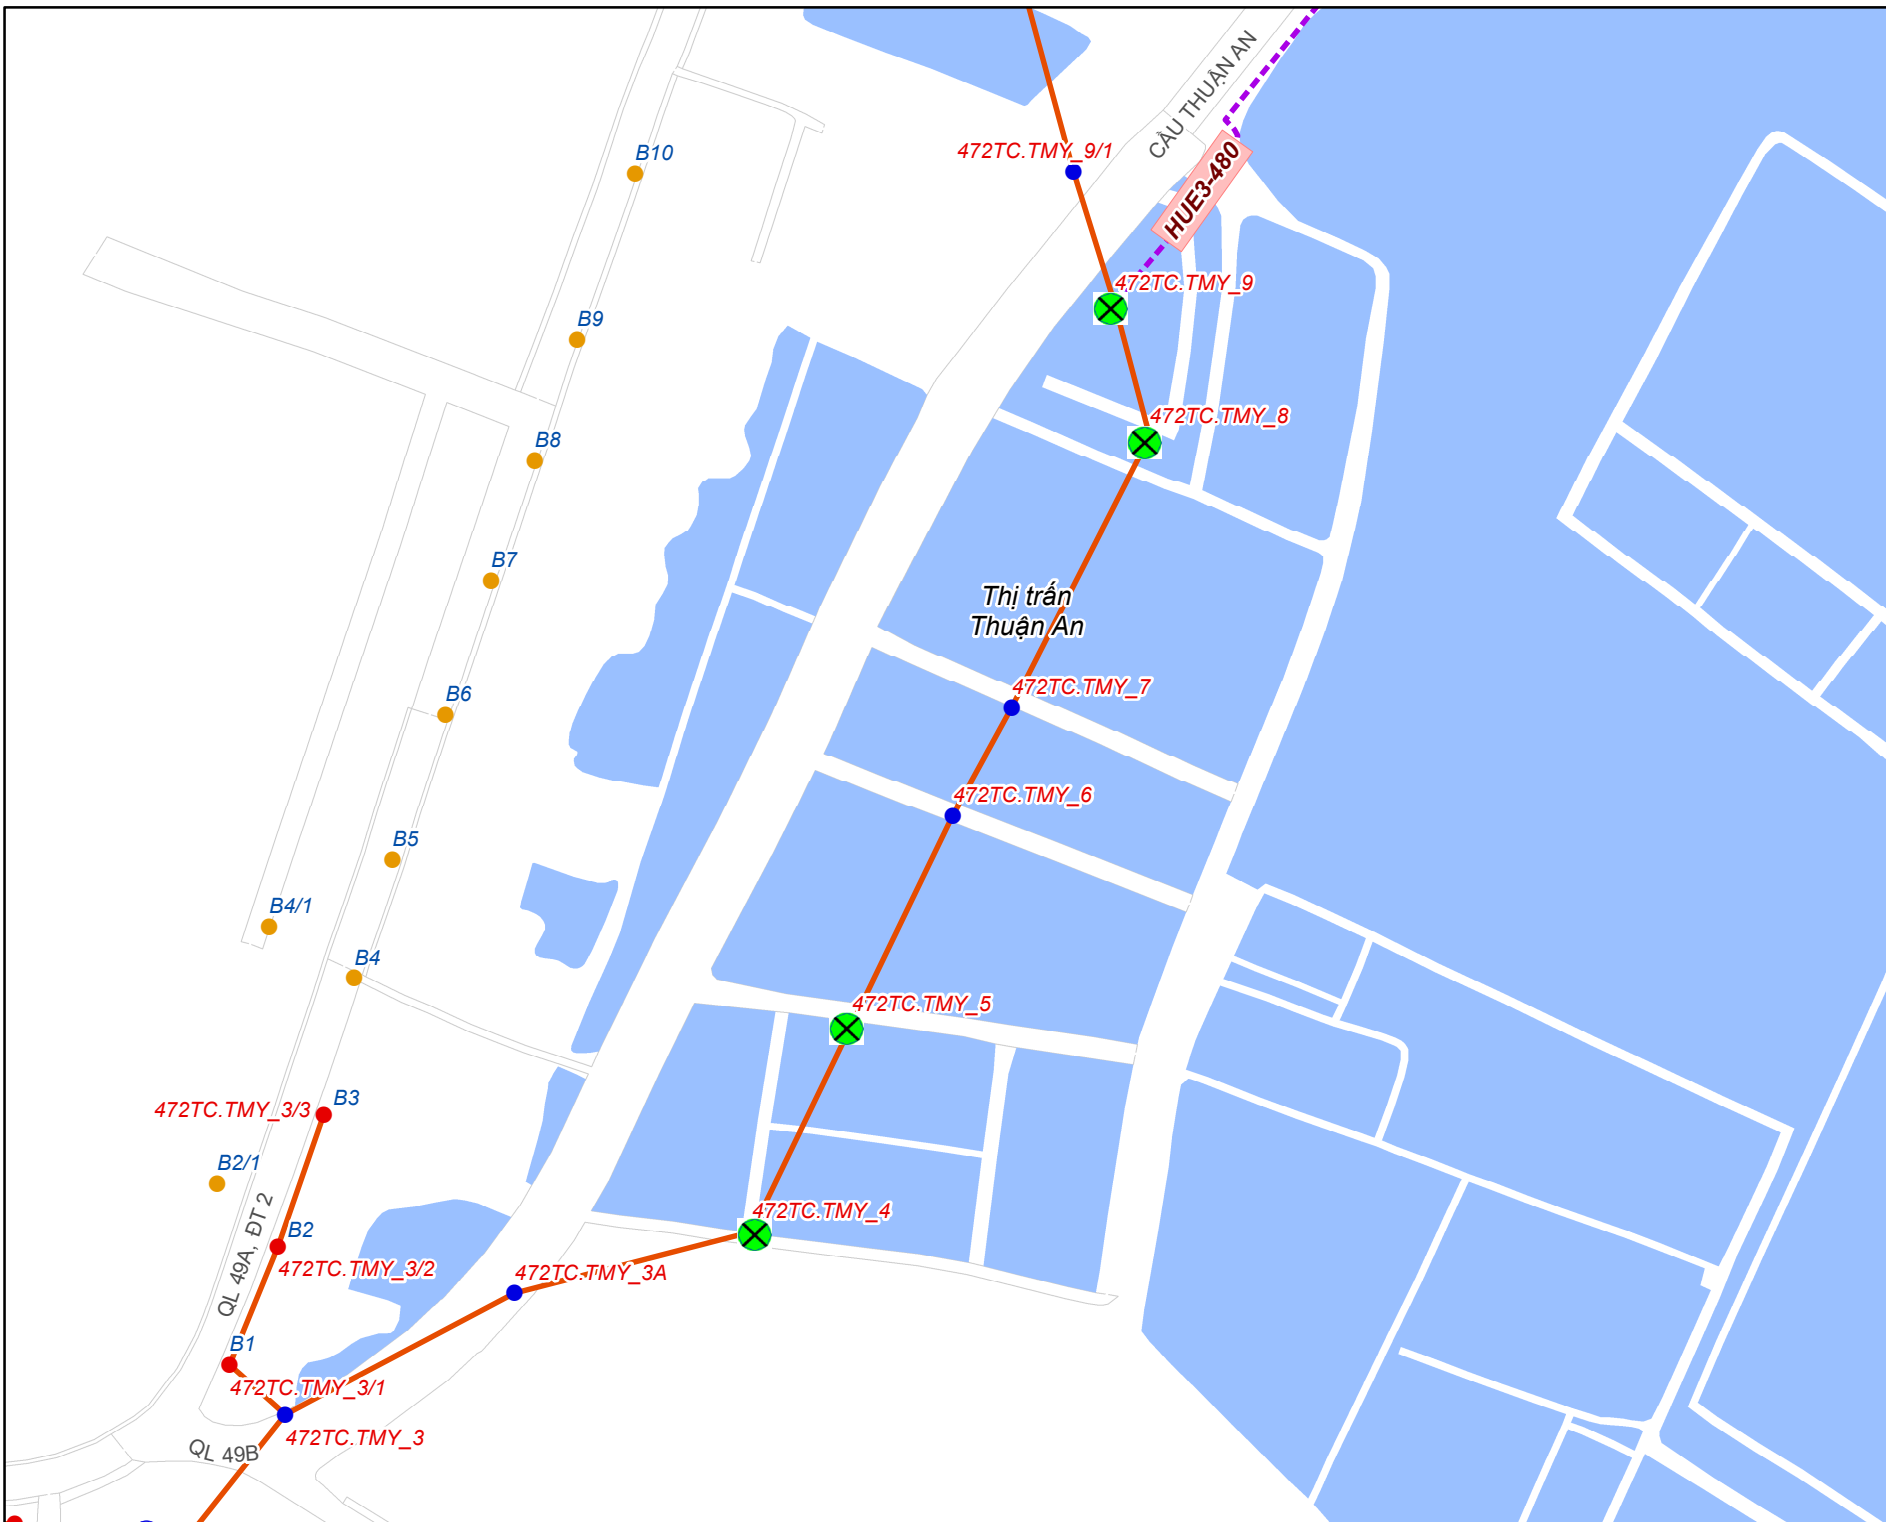 CẦU THUẬN AN
B10
472TC.TMY_9/1
HUE3-480
472TC.TMY_9
B9
472TC.TMY_8
B8
B7
Thị trấn
Thuận An
472TC.TMY_7
B6
472TC.TMY_6
B5
B4/1
B4
472TC.TMY_5
B3
472TC.TMY_3/3
B2/1
472TC.TMY_4
B2
QL 49A, ĐT 2
472TC.TMY_3/2
472TC.TMY_3A
B1
472TC.TMY_3/1
472TC.TMY_3
QL 49B